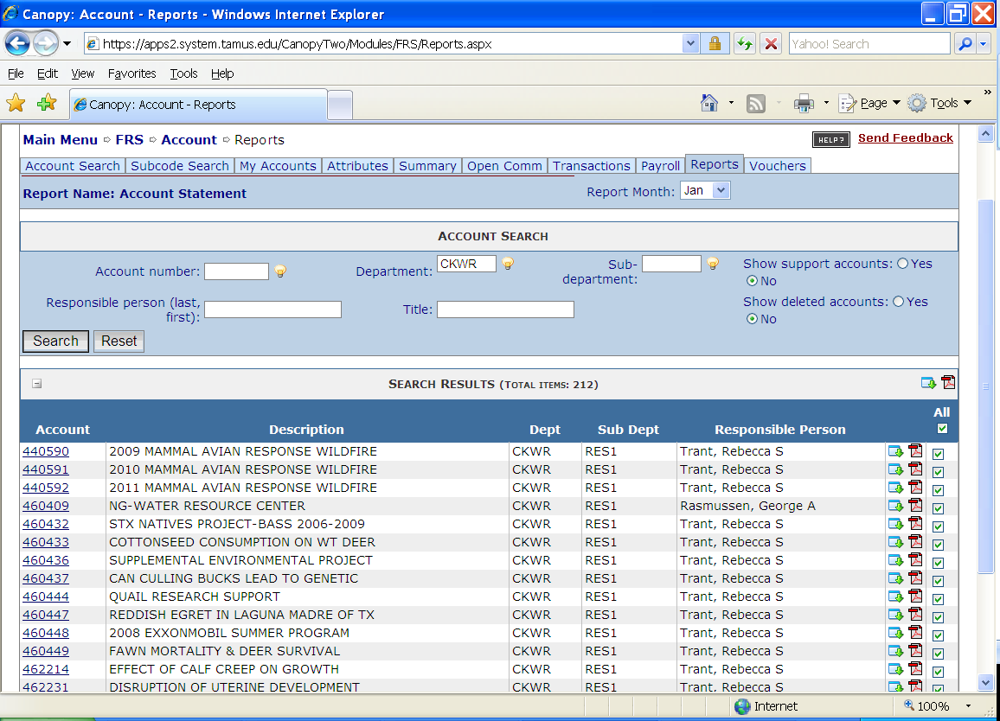 Canopy: Account - Reports - Windows Internet Explorer
https://apps2.system.tamus.edu/CanopyTwo/Modules/FRS/Reports.aspx Yahoo! Search
File Edit View Favorites Tools Help
Canopy: Account - Reports Page Tools »
Main Menu FRS Account Reports HELP? Send Feedback
Account Search Subcode Search My Accounts Attributes Summary Open Comm Transactions Payroll Reports Vouchers
Report Name: Account Statement Report Month: Jan
ACCOUNT SEARCH
Account number: Department: CKWR Sub-department: Show support accounts: Yes No
Responsible person (last, first): Title: Show deleted accounts: Yes No
Search Reset
SEARCH RESULTS (TOTAL ITEMS: 212)
All
Account Description Dept Sub Dept Responsible Person
440590 2009 MAMMAL AVIAN RESPONSE WILDFIRE CKWR RES1 Trant, Rebecca S
440591 2010 MAMMAL AVIAN RESPONSE WILDFIRE CKWR RES1 Trant, Rebecca S
440592 2011 MAMMAL AVIAN RESPONSE WILDFIRE CKWR RES1 Trant, Rebecca S
460409 NG-WATER RESOURCE CENTER CKWR RES1 Rasmussen, George A
460432 STX NATIVES PROJECT-BASS 2006-2009 CKWR RES1 Trant, Rebecca S
460433 COTTONSEED CONSUMPTION ON WT DEER CKWR RES1 Trant, Rebecca S
460436 SUPPLEMENTAL ENVIRONMENTAL PROJECT CKWR RES1 Trant, Rebecca S
460437 CAN CULLING BUCKS LEAD TO GENETIC CKWR RES1 Trant, Rebecca S
460444 QUAIL RESEARCH SUPPORT CKWR RES1 Trant, Rebecca S
460447 REDDISH EGRET IN LAGUNA MADRE OF TX CKWR RES1 Trant, Rebecca S
460448 2008 EXXONMOBIL SUMMER PROGRAM CKWR RES1 Trant, Rebecca S
460449 FAWN MORTALITY & DEER SURVIVAL CKWR RES1 Trant, Rebecca S
462214 EFFECT OF CALF CREEP ON GROWTH CKWR RES1 Trant, Rebecca S
462231 DISRUPTION OF UTERINE DEVELOPMENT CKWR RES1 Trant, Rebecca S
Internet 100%